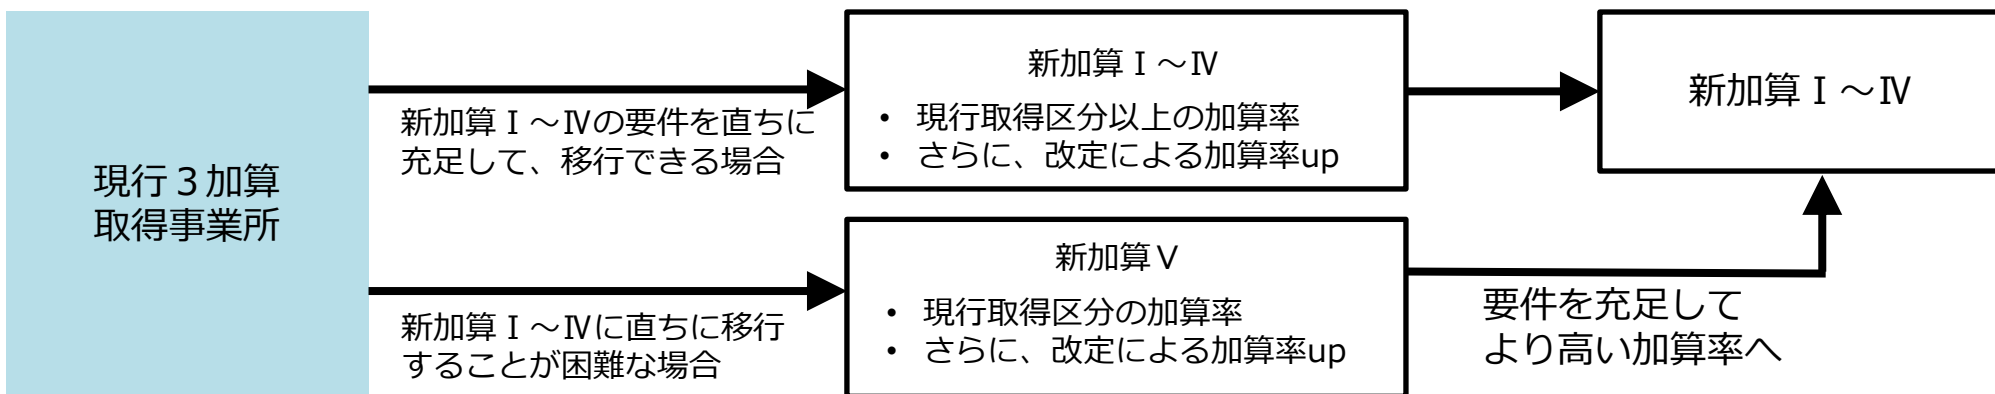 現行３加算
取得事業所
新加算Ⅰ～Ⅳの要件を直ちに
充足して、移行できる場合
新加算Ⅰ～Ⅳに直ちに移行
することが困難な場合
新加算Ⅰ～Ⅳ
• 現行取得区分以上の加算率
• さらに、改定による加算率up
新加算Ⅴ
• 現行取得区分の加算率
• さらに、改定による加算率up
要件を充足して
より高い加算率へ
新加算Ⅰ～Ⅳ